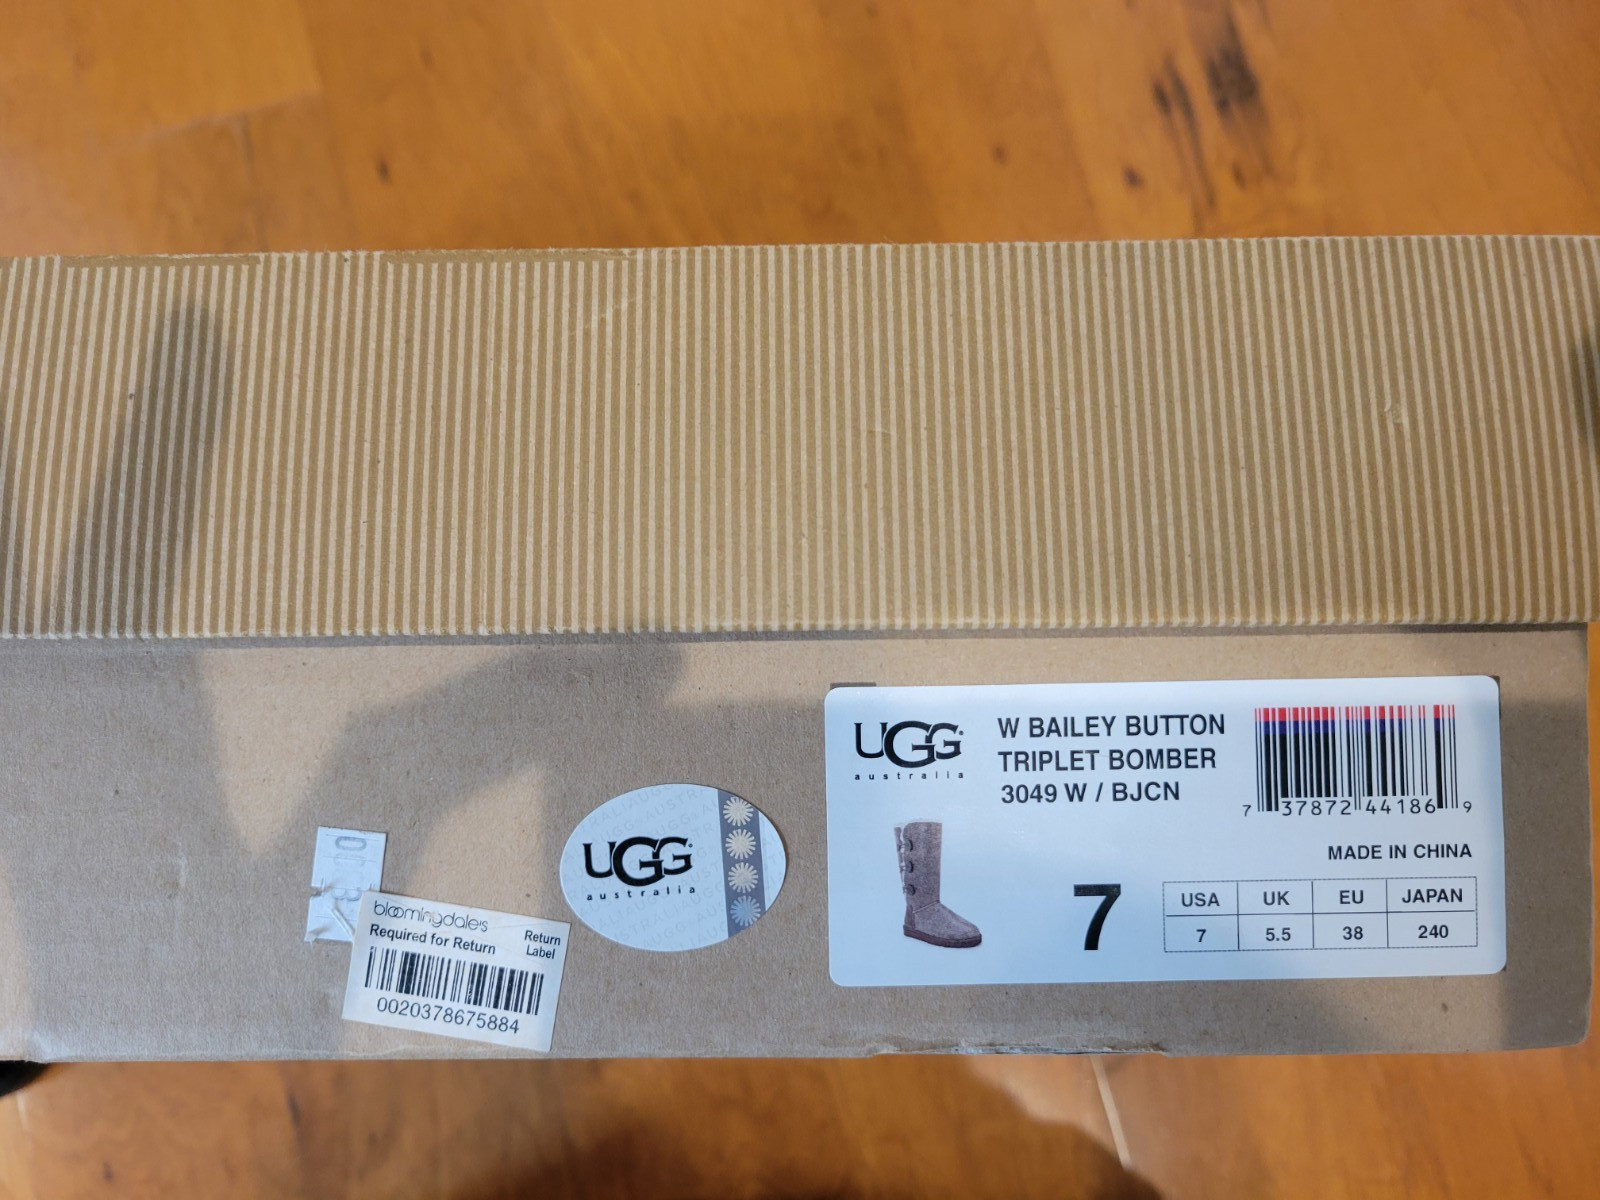 UGG
australia
W BAILEY BUTTON
TRIPLET BOMBER
3049 W / BJCN
7 37872 44186 9
MADE IN CHINA
7
USA UK EU JAPAN
7 5.5 38 240
UGG
australia
bloomingdale's
Required for Return
Return
Label
0020378675884